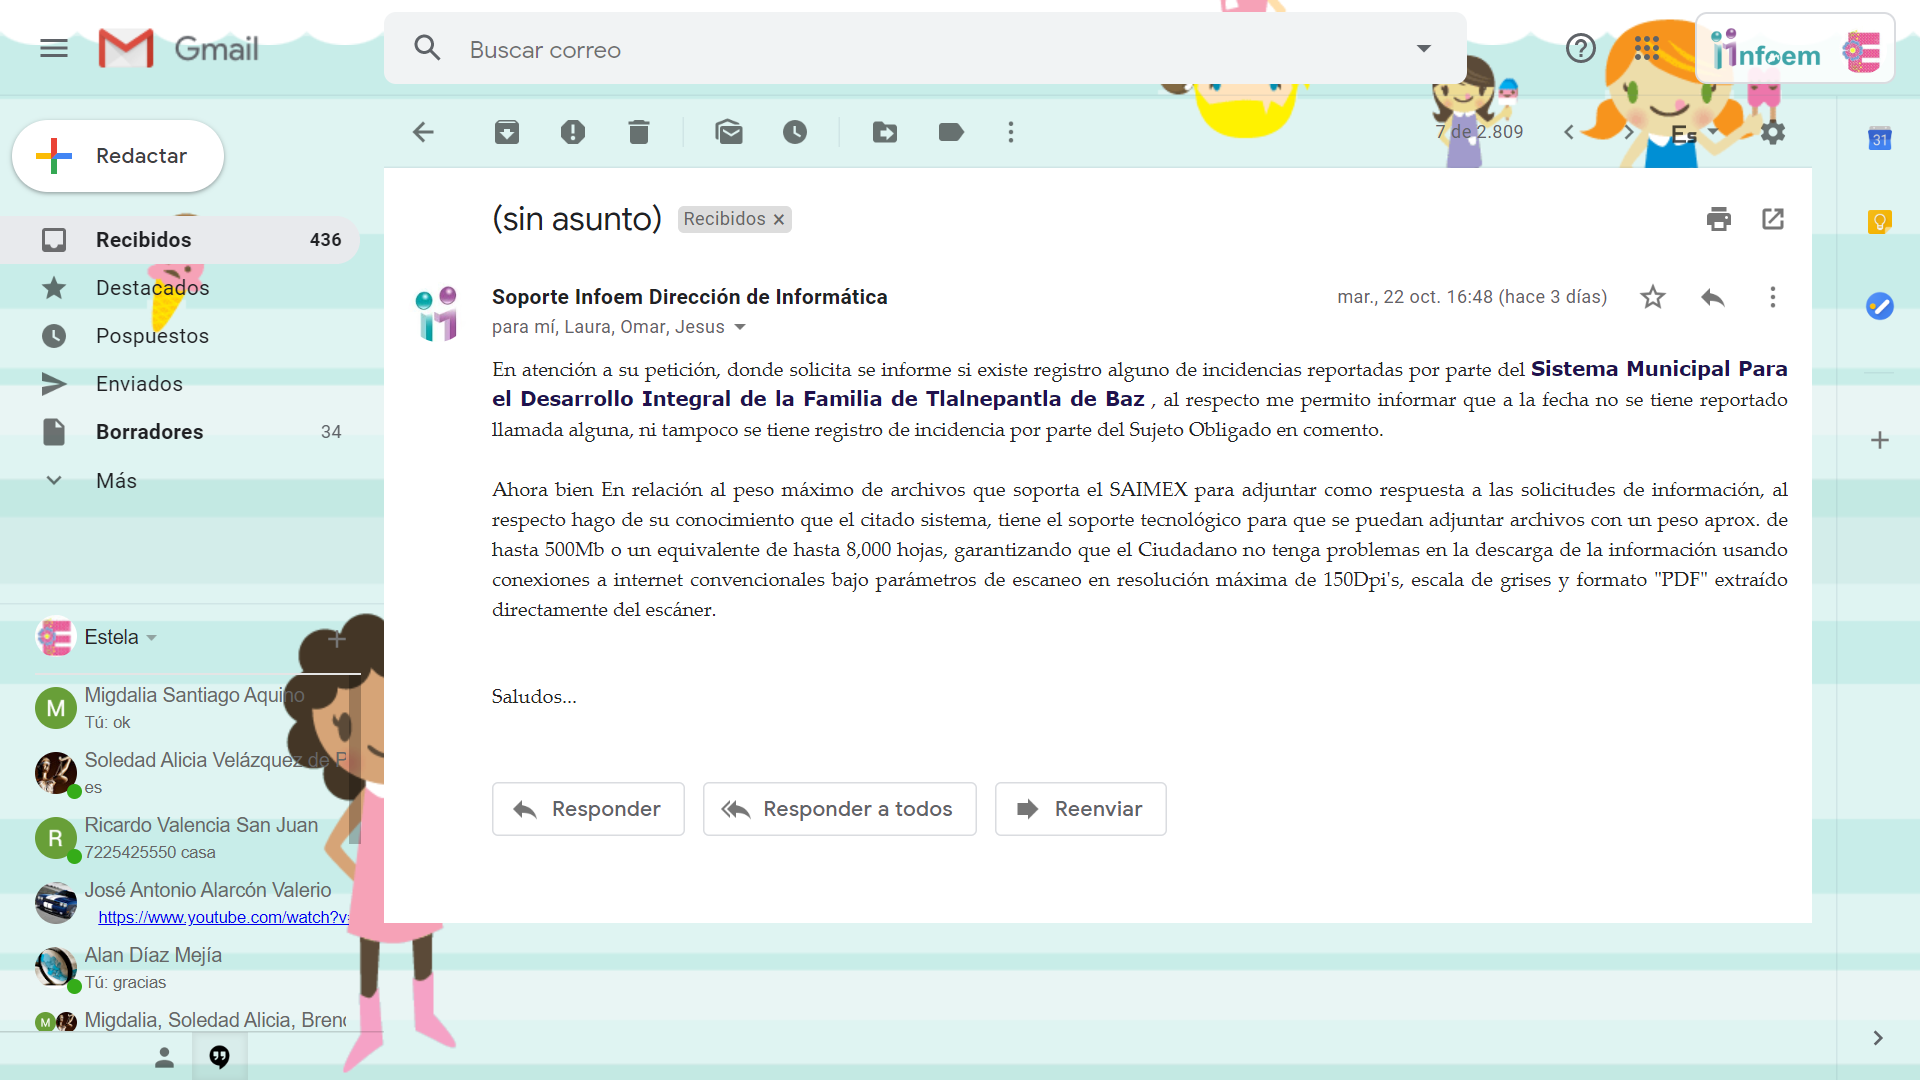 Gmail
Buscar correo
infoem
Redactar
7 de 2.809
Es
31
Recibidos 436
Destacados
Pospuestos
Enviados
Borradores 34
Más
(sin asunto) Recibidos ×
Soporte Infoem Dirección de Informática
mar., 22 oct. 16:48 (hace 3 días)
para mí, Laura, Omar, Jesus
En atención a su petición, donde solicita se informe si existe registro alguno de incidencias reportadas por parte del Sistema Municipal Para
el Desarrollo Integral de la Familia de Tlalnepantla de Baz , al respecto me permito informar que a la fecha no se tiene reportado
llamada alguna, ni tampoco se tiene registro de incidencia por parte del Sujeto Obligado en comento.
Ahora bien En relación al peso máximo de archivos que soporta el SAIMEX para adjuntar como respuesta a las solicitudes de información, al
respecto hago de su conocimiento que el citado sistema, tiene el soporte tecnológico para que se puedan adjuntar archivos con un peso aprox. de
hasta 500Mb o un equivalente de hasta 8,000 hojas, garantizando que el Ciudadano no tenga problemas en la descarga de la información usando
conexiones a internet convencionales bajo parámetros de escaneo en resolución máxima de 150Dpi's, escala de grises y formato "PDF" extraído
directamente del escáner.
Saludos...
Responder
Responder a todos
Reenviar
Estela
M
Migdalia Santiago Aquino
Tú: ok
Soledad Alicia Velázquez de P
es
R
Ricardo Valencia San Juan
7225425550 casa
José Antonio Alarcón Valerio
https://www.youtube.com/watch?v=
Alan Díaz Mejía
Tú: gracias
M
Migdalia, Soledad Alicia, Bren